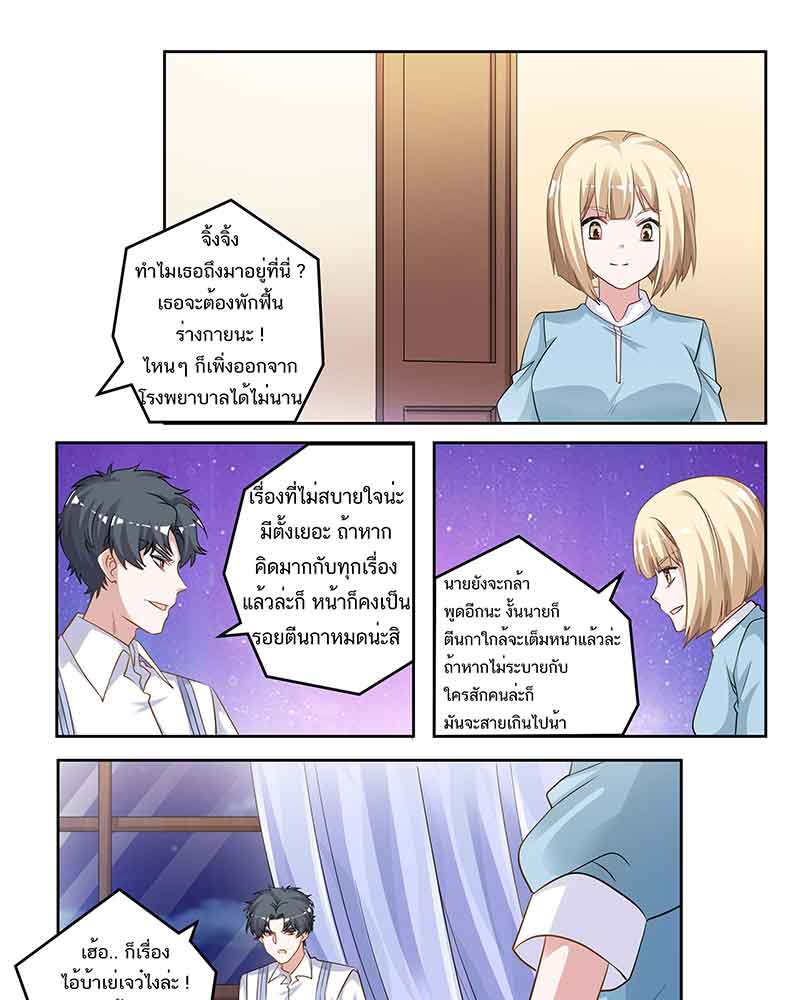 จิ้งจิ้ง
ทำไมเธอถึงมาอยู่ที่นี่ ?
เธอจะต้องพักฟื้น
ร่างกายนะ !
ไหนๆ ก็เพิ่งออกจาก
โรงพยาบาลได้ไม่นาน
เรื่องที่ไม่สบายใจน่ะ
มีตั้งเยอะ ถ้าหาก
คิดมากกับทุกเรื่อง
แล้วล่ะก็ หน้าก็คงเป็น
รอยตีนกาหมดน่ะสิ
นายยังจะกล้า
พูดอีกนะ งั้นนายก็
ตีนกาใกล้จะเต็มหน้าแล้วล่ะ
ถ้าหากไม่ระบายกับ
ใครสักคนล่ะก็
มันจะสายเกินไปน้า
เฮ้อ.. ก็เรื่อง
ไอ้บ้าเย่เจว๋ไงล่ะ !